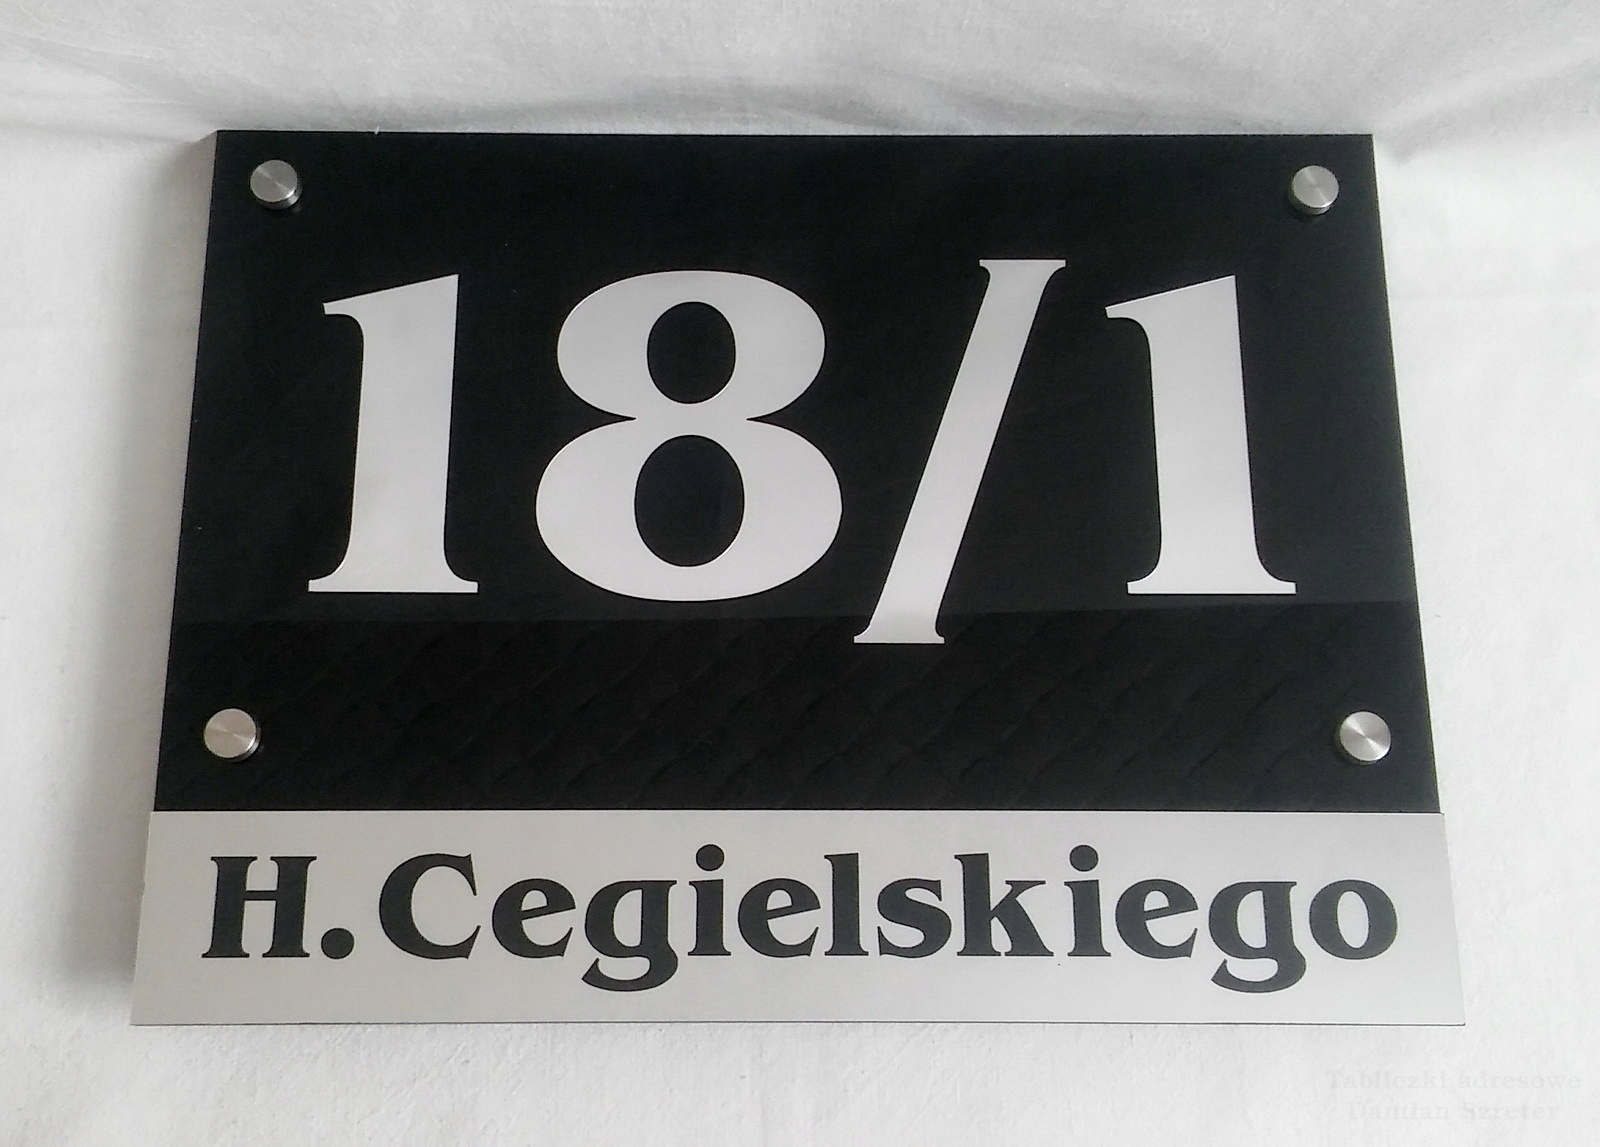 18/1
H. Cegielskiego
Tabliczki adresowe
Damian Szreter